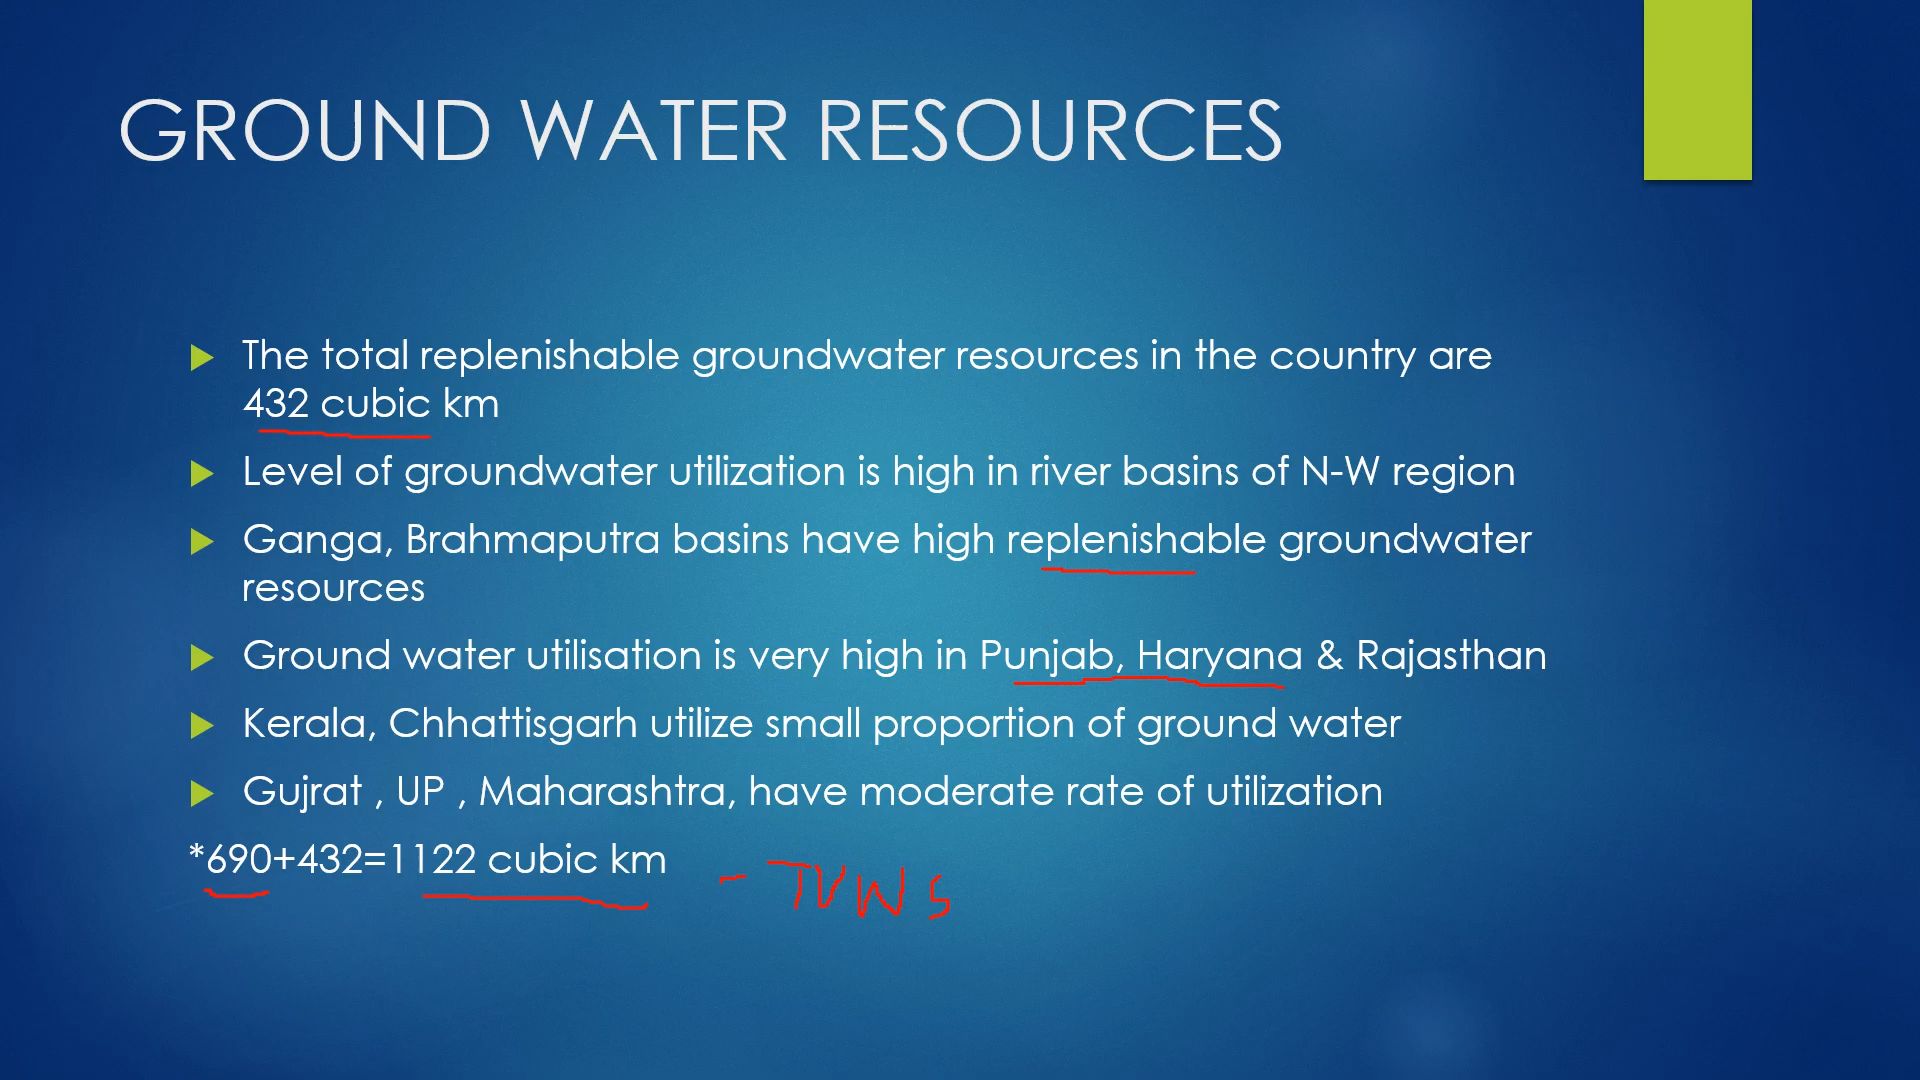 GROUND WATER RESOURCES
The total replenishable groundwater resources in the country are
432 cubic km
Level of groundwater utilization is high in river basins of N-W region
Ganga, Brahmaputra basins have high replenishable groundwater
resources
Ground water utilisation is very high in Punjab, Haryana & Rajasthan
Kerala, Chhattisgarh utilize small proportion of ground water
Gujrat , UP , Maharashtra, have moderate rate of utilization
*690+432=1122 cubic km